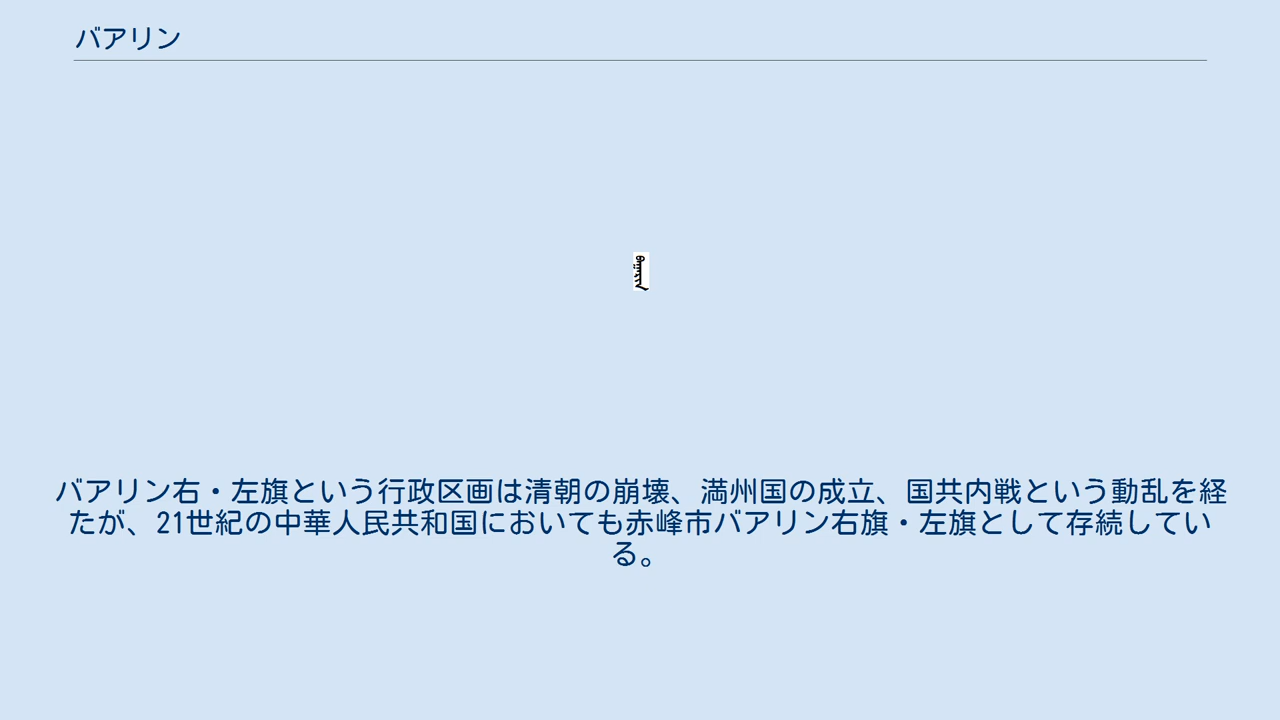 バアリン
バアリン右・左旗という行政区画は清朝の崩壊、満州国の成立、国共内戦という動乱を経
たが、21世紀の中華人民共和国においても赤峰市バアリン右旗・左旗として存続してい
る。